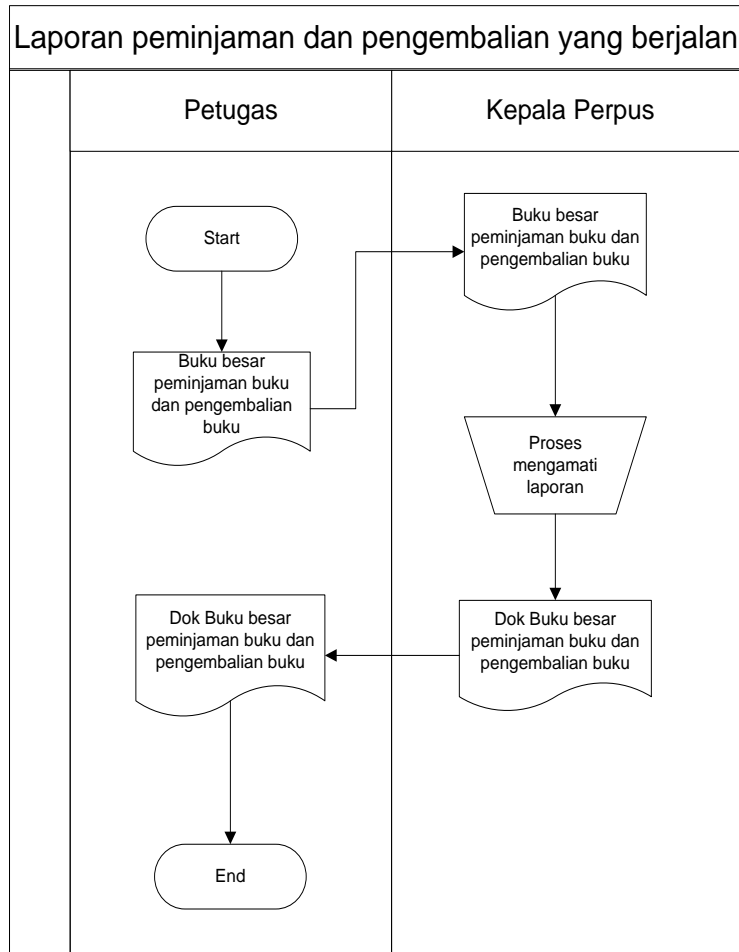 Laporan peminjaman dan pengembalian yang berjalan
Petugas
Kepala Perpus
Start
Buku besar
peminjaman buku dan
pengembalian buku
Buku besar
peminjaman buku
dan pengembalian
buku
Proses
mengamati
laporan
Dok Buku besar
peminjaman buku dan
pengembalian buku
Dok Buku besar
peminjaman buku dan
pengembalian buku
End